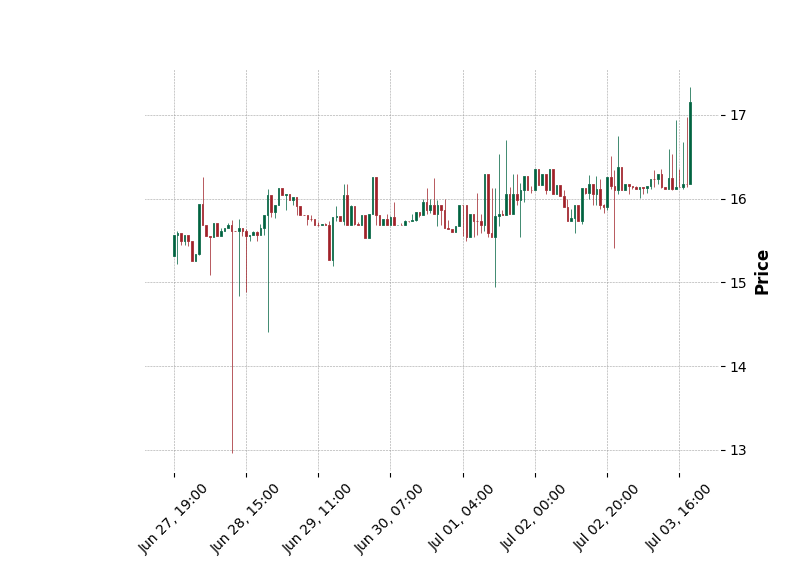 17
16
15
14
13
Price
Jun 27, 19:00
Jun 28, 15:00
Jun 29, 11:00
Jun 30, 07:00
Jul 01, 04:00
Jul 02, 00:00
Jul 02, 20:00
Jul 03, 16:00